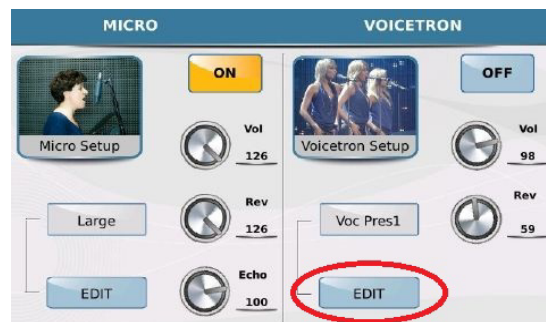 MICRO
ON
Micro Setup
Vol
126
Large
Rev
126
EDIT
Echo
100
VOICETRON
OFF
Voicetron Setup
Vol
98
Voc Pres1
Rev
59
EDIT